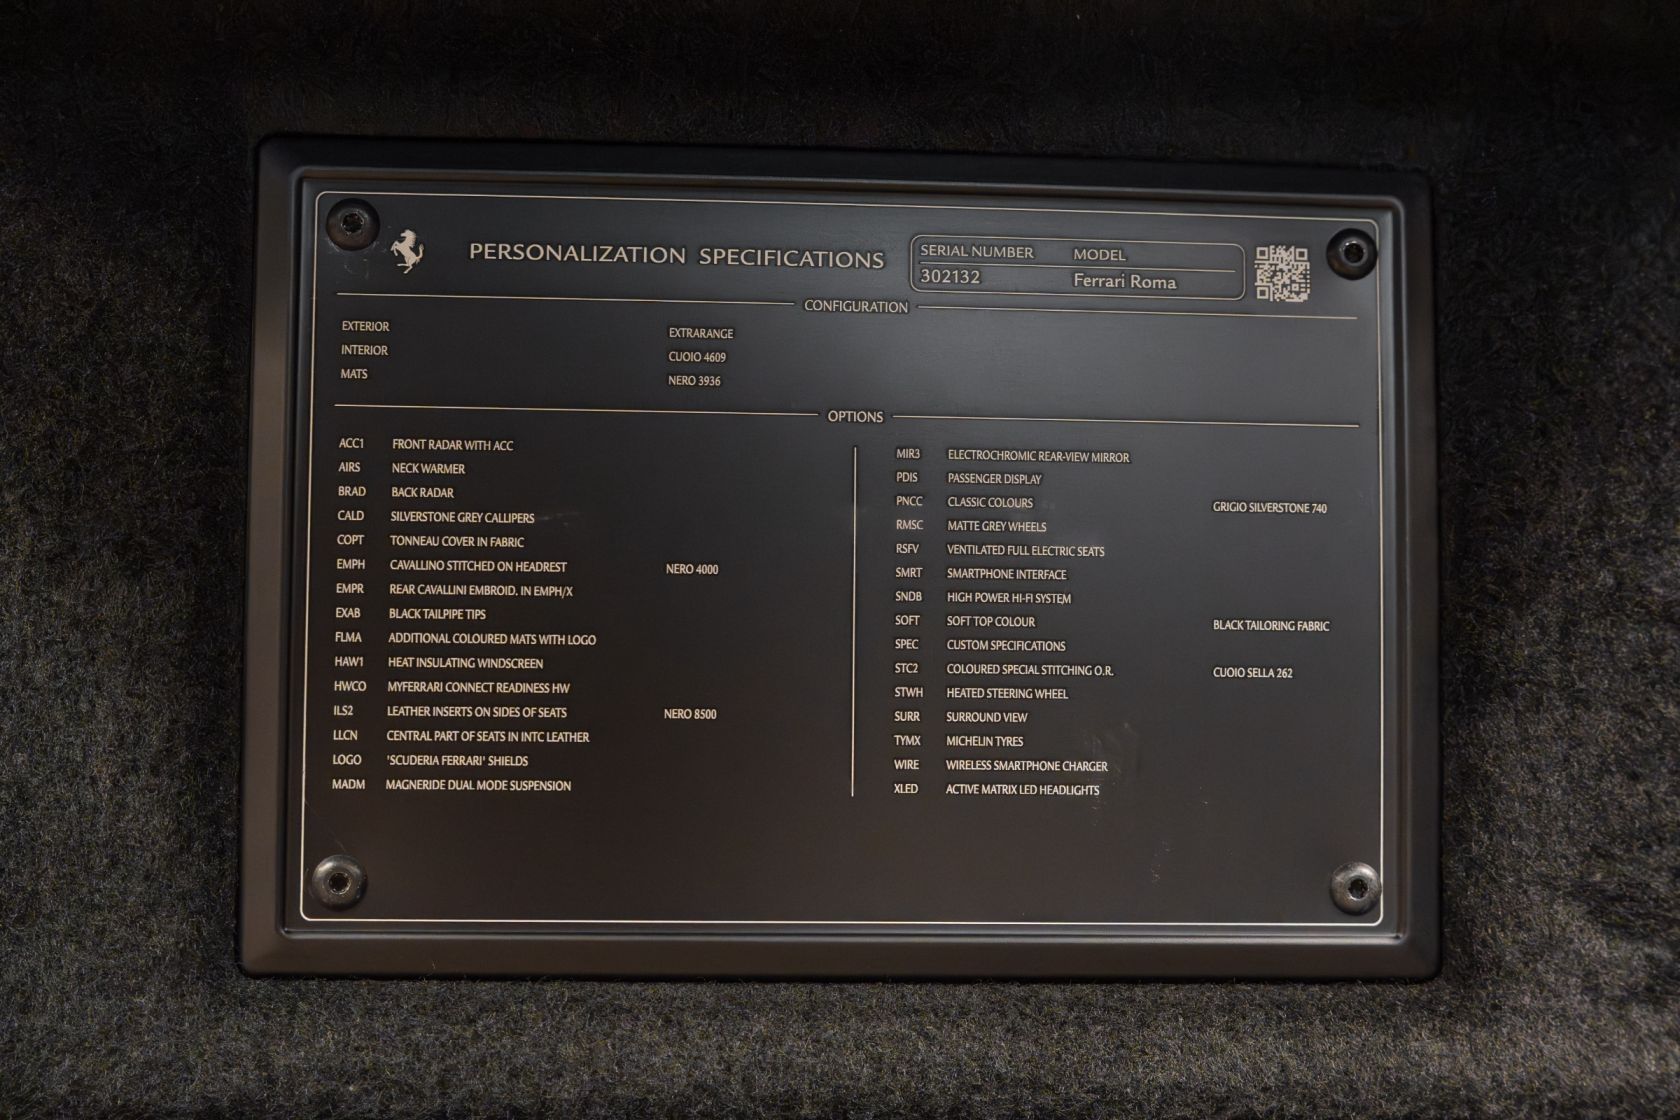 PERSONALIZATION SPECIFICATIONS
SERIAL NUMBER MODEL
302132 Ferrari Roma
CONFIGURATION
EXTERIOR EXTRARANGE
INTERIOR CUOIO 4609
MATS NERO 3936
OPTIONS
ACC1 FRONT RADAR WITH ACC
AIRS NECK WARMER
BRAD BACK RADAR
CALD SILVERSTONE GREY CALLIPERS
COPT TONNEAU COVER IN FABRIC
EMPH CAVALLINO STITCHED ON HEADREST NERO 4000
EMPR REAR CAVALLINI EMBROID. IN EMPH/X
EXAB BLACK TAILPIPE TIPS
FLMA ADDITIONAL COLOURED MATS WITH LOGO
HAW1 HEAT INSULATING WINDSCREEN
HWCO MYFERRARI CONNECT READINESS HW
ILS2 LEATHER INSERTS ON SIDES OF SEATS NERO 8500
LLCN CENTRAL PART OF SEATS IN INTC LEATHER
LOGO 'SCUDERIA FERRARI' SHIELDS
MADM MAGNERIDE DUAL MODE SUSPENSION
MIR3 ELECTROCHROMIC REAR-VIEW MIRROR
PDIS PASSENGER DISPLAY
PNCC CLASSIC COLOURS GRIGIO SILVERSTONE 740
RMSC MATTE GREY WHEELS
RSFV VENTILATED FULL ELECTRIC SEATS
SMRT SMARTPHONE INTERFACE
SNDB HIGH POWER HI-FI SYSTEM
SOFT SOFT TOP COLOUR BLACK TAILORING FABRIC
SPEC CUSTOM SPECIFICATIONS
STC2 COLOURED SPECIAL STITCHING O.R. CUOIO SELLA 262
STWH HEATED STEERING WHEEL
SURR SURROUND VIEW
TYMX MICHELIN TYRES
WIRE WIRELESS SMARTPHONE CHARGER
XLED ACTIVE MATRIX LED HEADLIGHTS